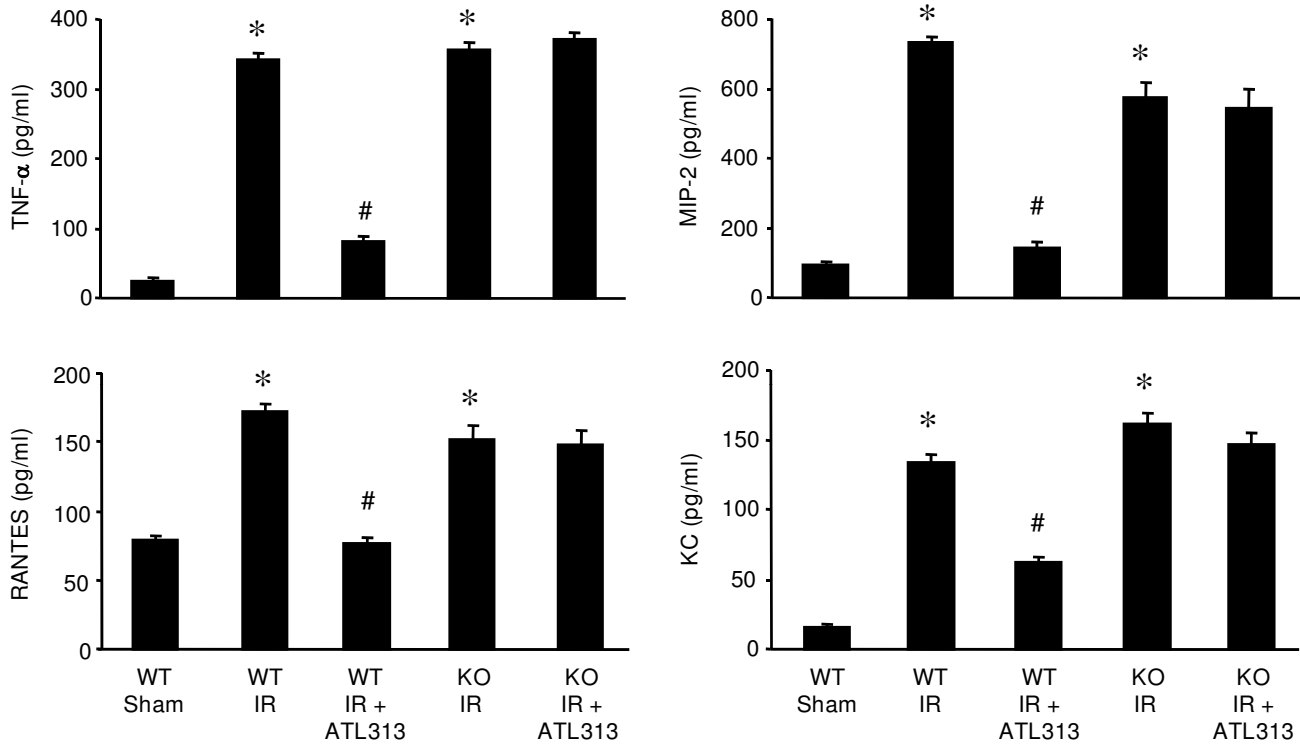 TNF-α (pg/ml)
400
300
200
100
0
*
#
*
MIP-2 (pg/ml)
800
600
400
200
0
*
#
*
RANTES (pg/ml)
200
150
100
50
0
*
#
*
WT Sham
WT IR
WT IR + ATL313
KO IR
KO IR + ATL313
KC (pg/ml)
200
150
100
50
0
*
#
*
WT Sham
WT IR
WT IR + ATL313
KO IR
KO IR + ATL313